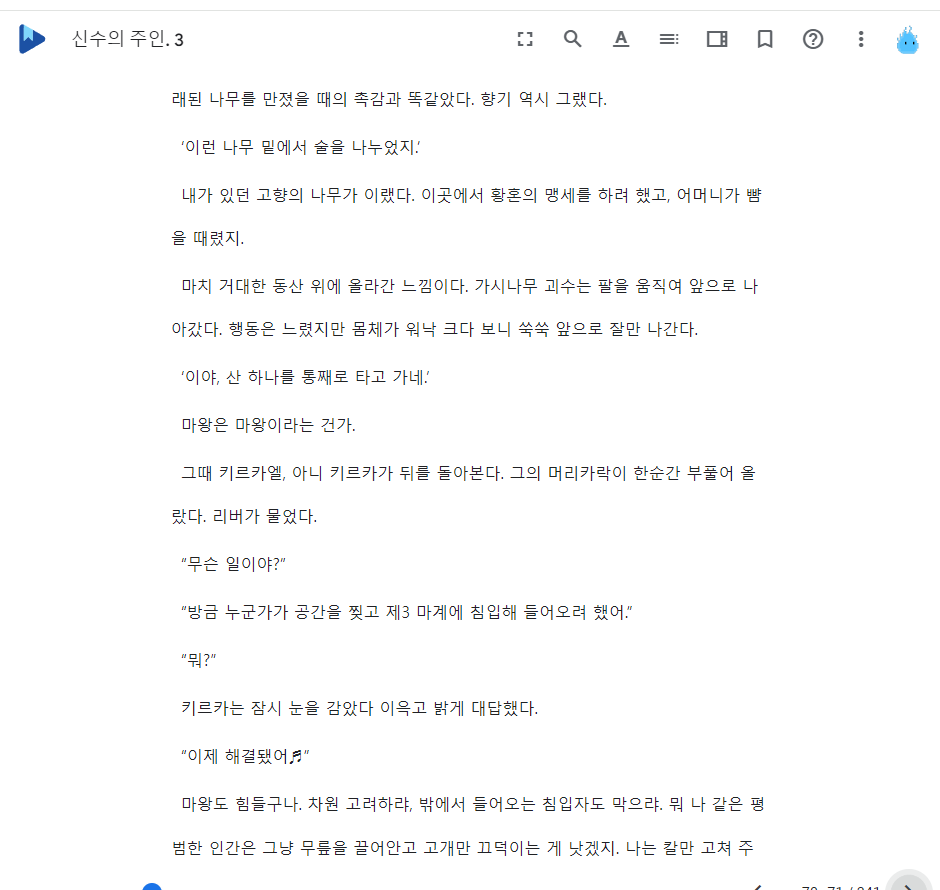 신수의 주인. 3
래된 나무를 만졌을 때의 촉감과 똑같았다. 향기 역시 그랬다.
‘이런 나무 밑에서 술을 나누었지.’
내가 있던 고향의 나무가 이랬다. 이곳에서 황혼의 맹세를 하려 했고, 어머니가 뺨
을 때렸지.
마치 거대한 동산 위에 올라간 느낌이다. 가시나무 괴수는 팔을 움직여 앞으로 나
아갔다. 행동은 느렸지만 몸체가 워낙 크다 보니 쑥쑥 앞으로 잘만 나간다.
‘이야, 산 하나를 통째로 타고 가네.’
마왕은 마왕이라는 건가.
그때 키르카엘, 아니 키르카가 뒤를 돌아본다. 그의 머리카락이 한순간 부풀어 올
랐다. 리버가 물었다.
“무슨 일이야?”
“방금 누군가가 공간을 찢고 제3 마계에 침입해 들어오려 했어.”
“뭐?”
키르카는 잠시 눈을 감았다 이윽고 밝게 대답했다.
“이제 해결됐어♬”
마왕도 힘들구나. 차원 고려하랴, 밖에서 들어오는 침입자도 막으랴. 뭐 나 같은 평
범한 인간은 그냥 무릎을 끌어안고 고개만 끄덕이는 게 낫겠지. 나는 칼만 고쳐 주